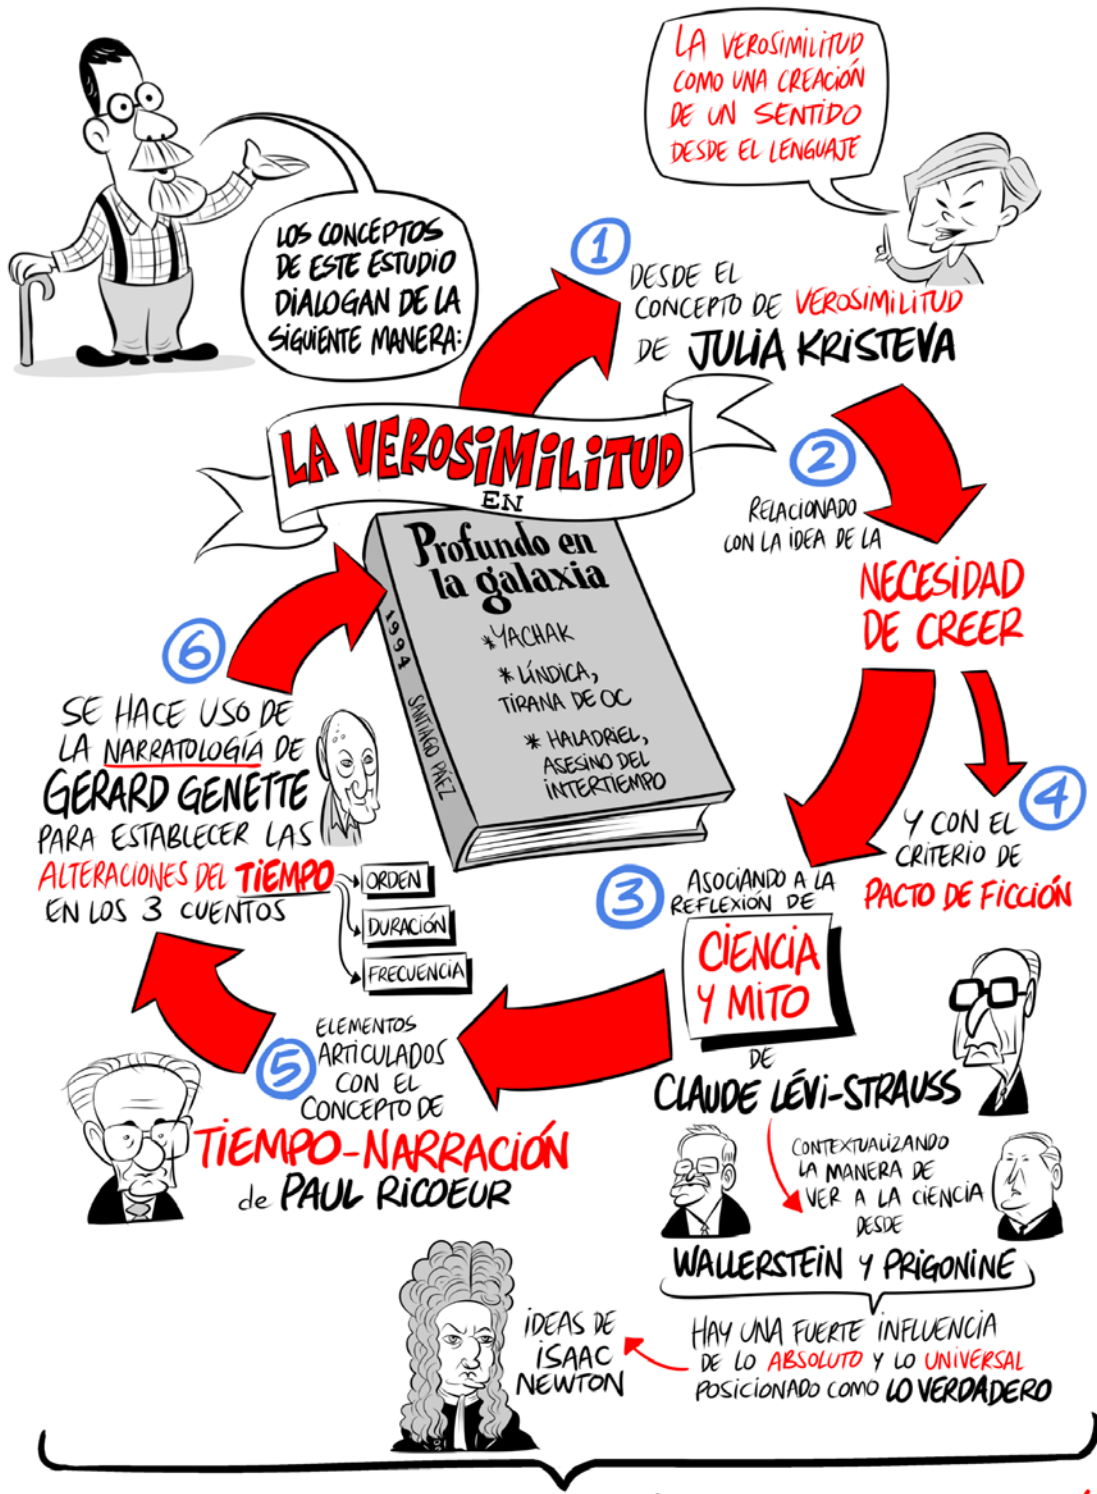 LOS CONCEPTOS
DE ESTE ESTUDIO
DIALOGAN DE LA
SIGUIENTE MANERA:
LA VEROSIMILITUD
COMO UNA CREACIÓN
DE UN SENTIDO
DESDE EL LENGUAJE
1
DESDE EL
CONCEPTO DE VEROSIMILITUD
DE JULIA KRISTEVA
LA VEROSIMILITUD
EN
Profundo en
la galaxia
*YACHAK
* LÍNDICA,
TIRANA DE OC
* HALADRIEL,
ASESINO DEL
INTERTIEMPO
1994 SANTIAGO PÁEZ
2
RELACIONADO
CON LA IDEA DE LA
NECESIDAD
DE CREER
3
ASOCIANDO A LA
REFLEXIÓN DE
CIENCIA
Y MITO
DE
CLAUDE LÉVI-STRAUSS
CONTEXTUALIZANDO
LA MANERA DE
VER A LA CIENCIA
DESDE
WALLERSTEIN Y PRIGONINE
HAY UNA FUERTE INFLUENCIA
DE LO ABSOLUTO Y LO UNIVERSAL
POSICIONADO COMO LO VERDADERO
IDEAS DE
ISAAC
NEWTON
4
Y CON EL
CRITERIO DE
PACTO DE FICCIÓN
5
ELEMENTOS
ARTICULADOS
CON EL
CONCEPTO DE
TIEMPO-NARRACIÓN
de PAUL RICOEUR
6
SE HACE USO DE
LA NARRATOLOGÍA DE
GERARD GENETTE
PARA ESTABLECER LAS
ALTERACIONES DEL TIEMPO
EN LOS 3 CUENTOS
ORDEN
DURACIÓN
FRECUENCIA